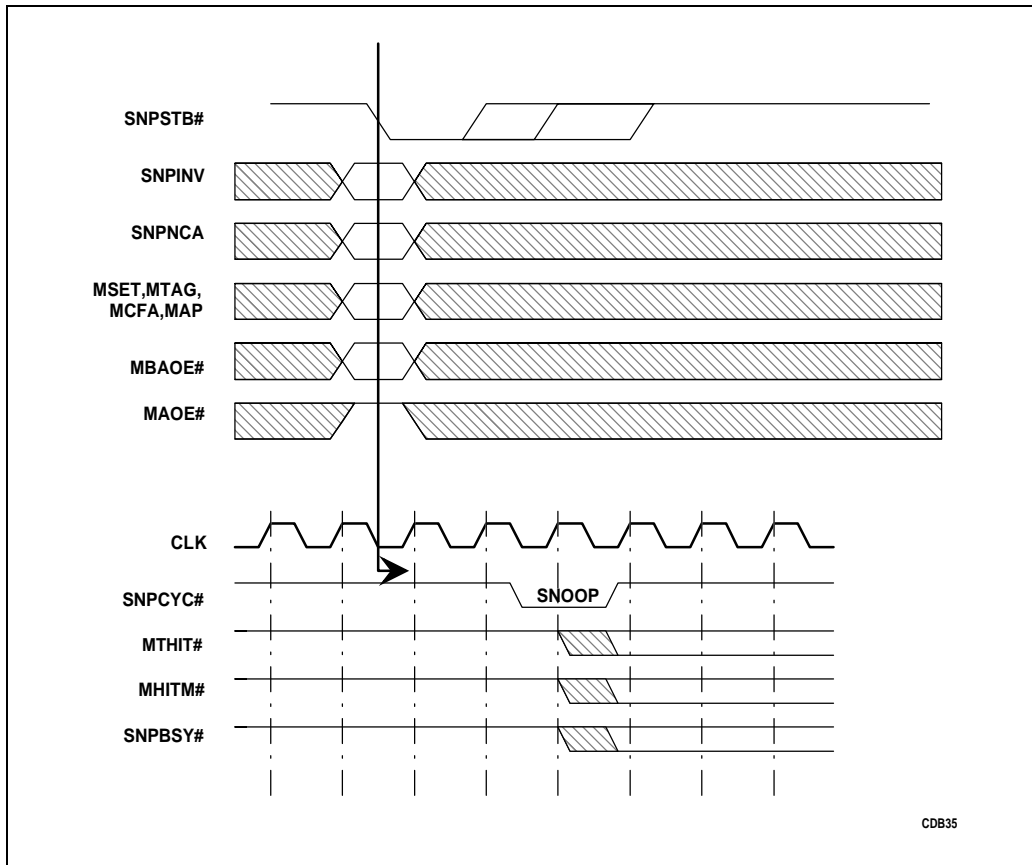 SNPSTB#
SNPINV
SNPNCA
MSET,MTAG,
MCFA,MAP
MBAOE#
MAOE#
CLK
SNPCYC#
SNOOP
MTHIT#
MHITM#
SNPBSY#
CDB35